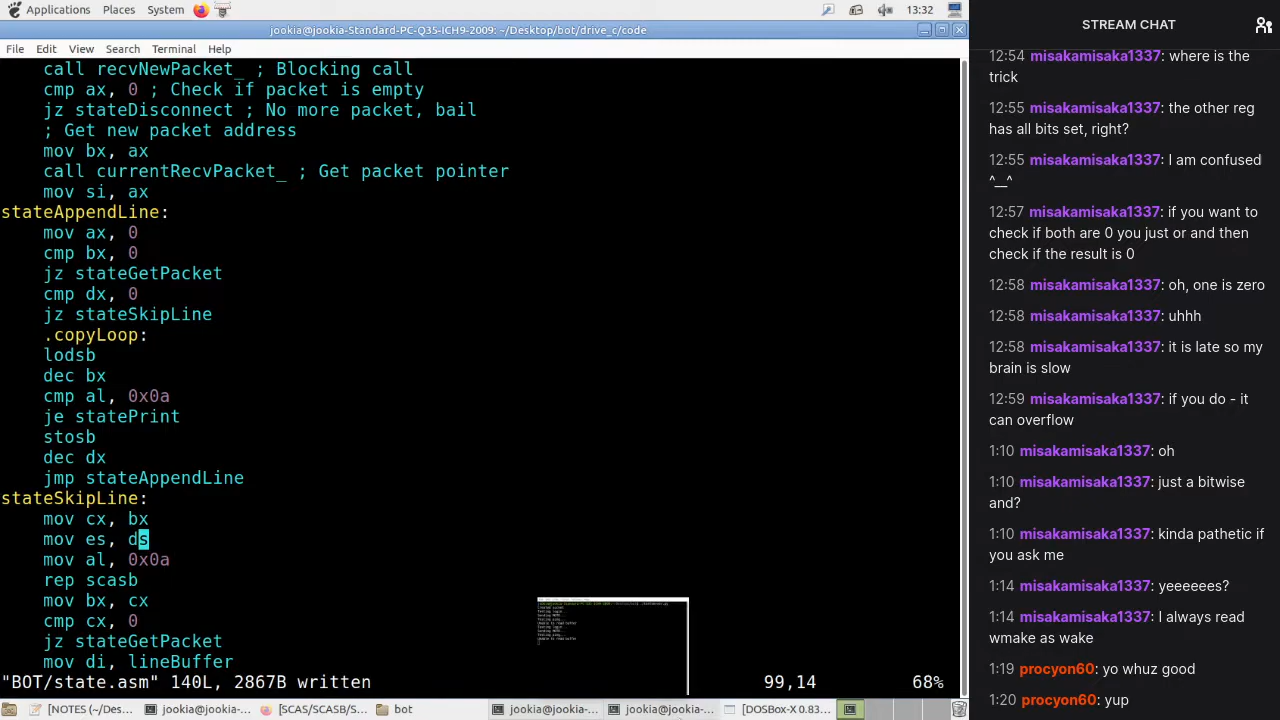 Applications Places System 13:32
jookia@jookia-Standard-PC-Q35-ICH9-2009: ~/Desktop/bot/drive_c/code
File Edit View Search Terminal Help
call recvNewPacket_ ; Blocking call
cmp ax, 0 ; Check if packet is empty
jz stateDisconnect ; No more packet, bail
; Get new packet address
mov bx, ax
call currentRecvPacket_ ; Get packet pointer
mov si, ax
stateAppendLine:
mov ax, 0
cmp bx, 0
jz stateGetPacket
cmp dx, 0
jz stateSkipLine
.copyLoop:
lodsb
dec bx
cmp al, 0x0a
je statePrint
stosb
dec dx
jmp stateAppendLine
stateSkipLine:
mov cx, bx
mov es, ds
mov al, 0x0a
rep scasb
mov bx, cx
cmp cx, 0
jz stateGetPacket
mov di, lineBuffer
"BOT/state.asm" 140L, 2867B written 99,14 68%
[NOTES (~/Des... jookia@jookia-... [SCAS/SCASB/S... bot jookia@jookia-... jookia@jookia-... [DOSBox-X 0.83...
STREAM CHAT
12:54 misakamisaka1337: where is the
trick
12:55 misakamisaka1337: the other reg
has all bits set, right?
12:55 misakamisaka1337: I am confused
^__^
12:57 misakamisaka1337: if you want to
check if both are 0 you just or and then
check if the result is 0
12:58 misakamisaka1337: oh, one is zero
12:58 misakamisaka1337: uhhh
12:58 misakamisaka1337: it is late so my
brain is slow
12:59 misakamisaka1337: if you do - it
can overflow
1:10 misakamisaka1337: oh
1:10 misakamisaka1337: just a bitwise
and?
1:10 misakamisaka1337: kinda pathetic if
you ask me
1:14 misakamisaka1337: yeeeeees?
1:14 misakamisaka1337: I always read
wmake as wake
1:19 procyon60: yo whuz good
1:20 procyon60: yup